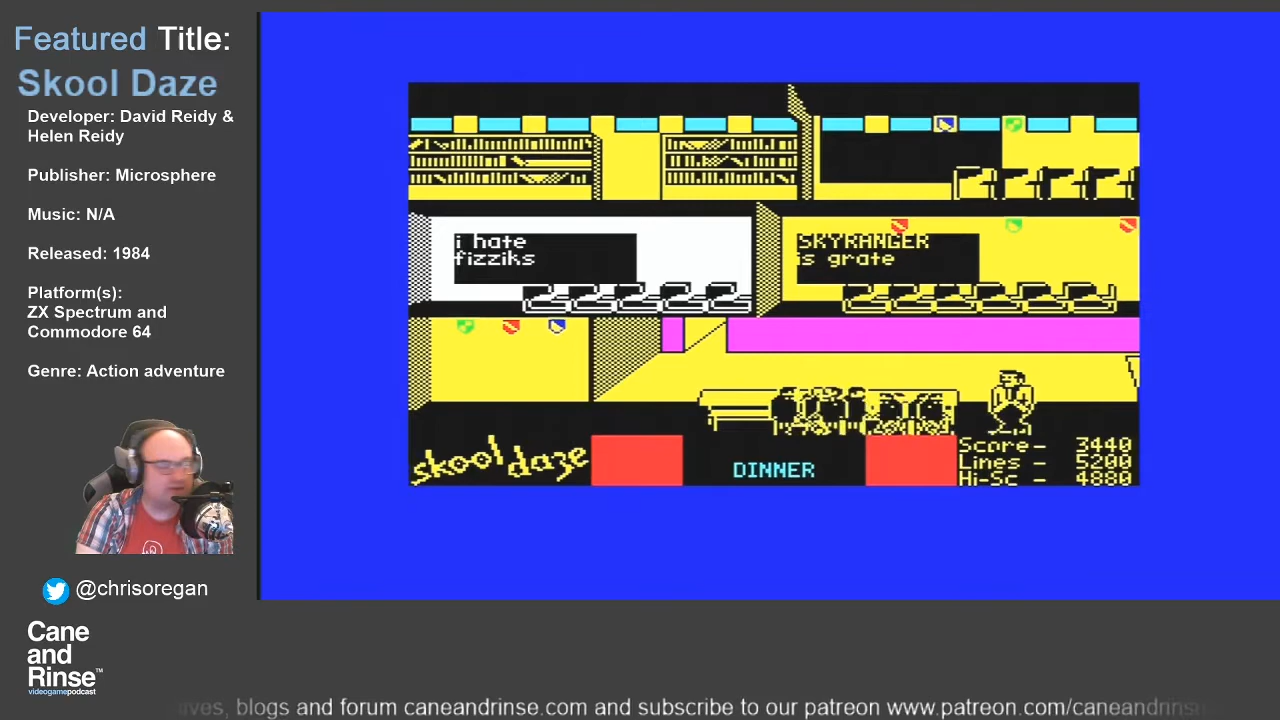 Featured Title:
Skool Daze
Developer: David Reidy &
Helen Reidy
Publisher: Microsphere
Music: N/A
Released: 1984
Platform(s):
ZX Spectrum and
Commodore 64
Genre: Action adventure
@chrisoregan
Cane
and
Rinse™
videogamepodcast
i hate
fizziks
SKYRANGER
is grate
skool daze
DINNER
Score- 3440
Lines - 5200
Hi-Sc - 4880
blogs and forum caneandrinse.com and subscribe to our patreon www.patreon.com/caneandrinse